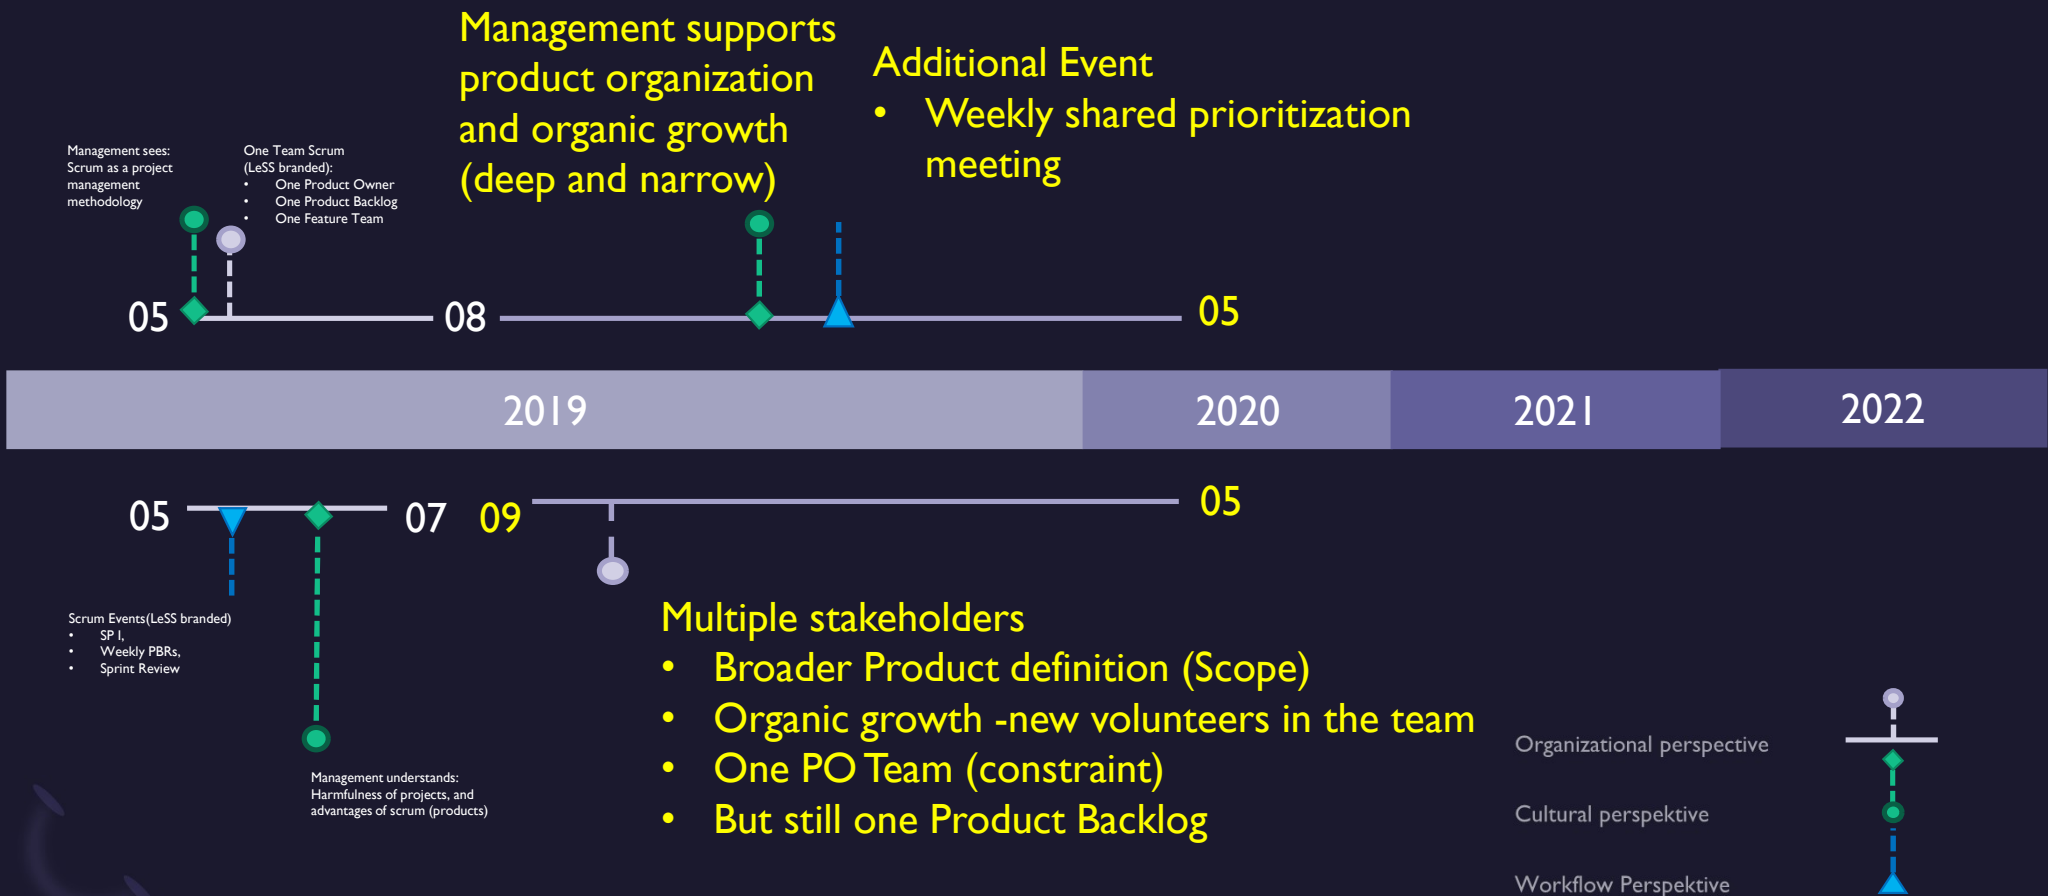 Management supports
product organization
and organic growth
(deep and narrow)
Additional Event
• Weekly shared prioritization
meeting
Management sees:
Scrum as a project
management
methodology
One Team Scrum
(LeSS branded):
• One Product Owner
• One Product Backlog
• One Feature Team
05
08
05
2019
2020
2021
2022
05
07
09
05
Scrum Events(LeSS branded)
• SP I,
• Weekly PBRs,
• Sprint Review
Management understands:
Harmfulness of projects, and
advantages of scrum (products)
Multiple stakeholders
• Broader Product definition (Scope)
• Organic growth -new volunteers in the team
• One PO Team (constraint)
• But still one Product Backlog
Organizational perspective
Cultural perspektive
Workflow Perspektive